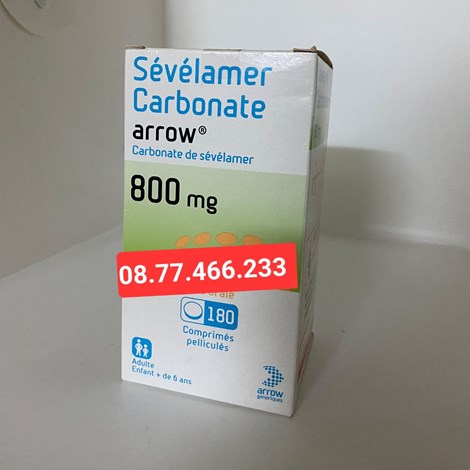 Sévélamer
Carbonate
arrow®
Carbonate de sévélamer
800 mg
08.77.466.233
orale
180
Comprimés
pelliculés
Adulte
Enfant + de 6 ans
arrow
génériques